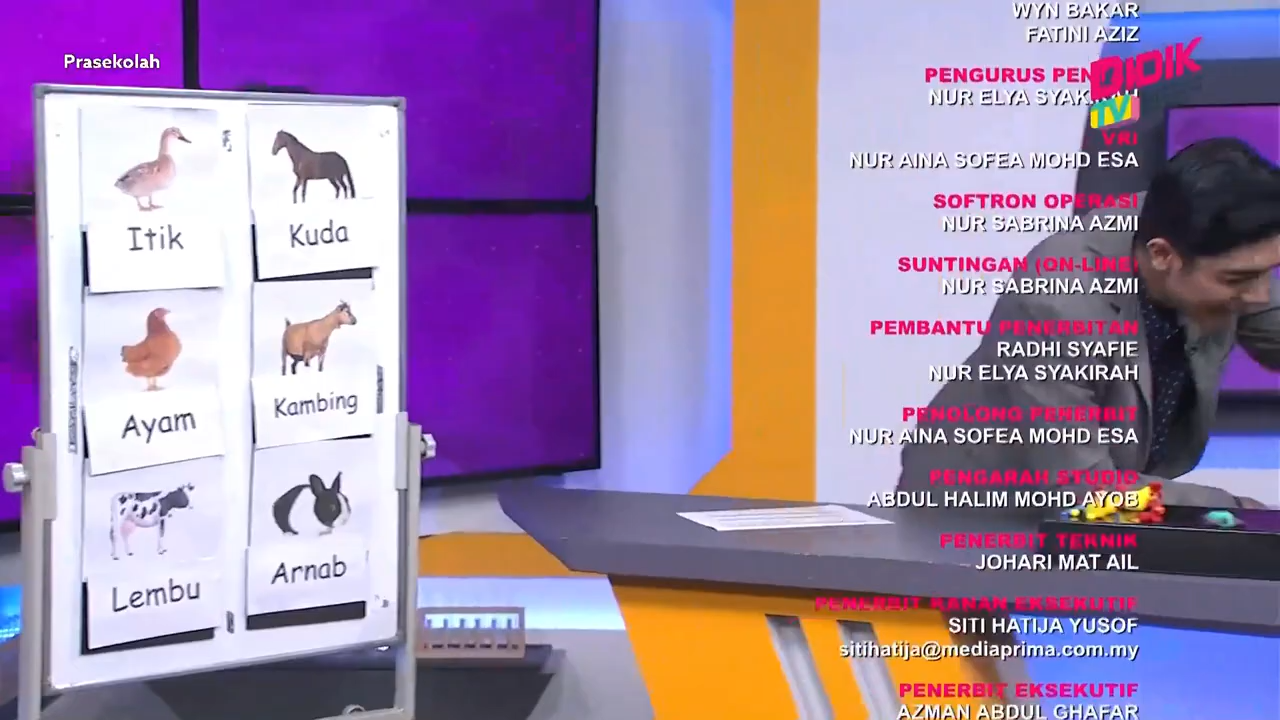 Prasekolah
Itik
Kuda
Ayam
Kambing
Lembu
Arnab
WYN BAKAR
FATINI AZIZ
DIDIK
TV
PENGURUS
NUR ELYA SYAKIRAH
VRI
NUR AINA SOFEA MOHD ESA
SOFTRON OPERASI
NUR SABRINA AZMI
SUNTINGAN (ON-LINE)
NUR SABRINA AZMI
PEMBANTU PENERBITAN
RADHI SYAFIE
NUR ELYA SYAKIRAH
PENOLONG PENERBIT
NUR AINA SOFEA MOHD ESA
PENGARAH STUDIO
ABDUL HALIM MOHD AYOB
PENERBIT TEKNIK
JOHARI MAT AIL
PENERBIT KANAN EKSEKUTIF
SITI HATIJA YUSOF
sitihatija@mediaprima.com.my
PENERBIT EKSEKUTIF
AZMAN ABDUL GHAFAR